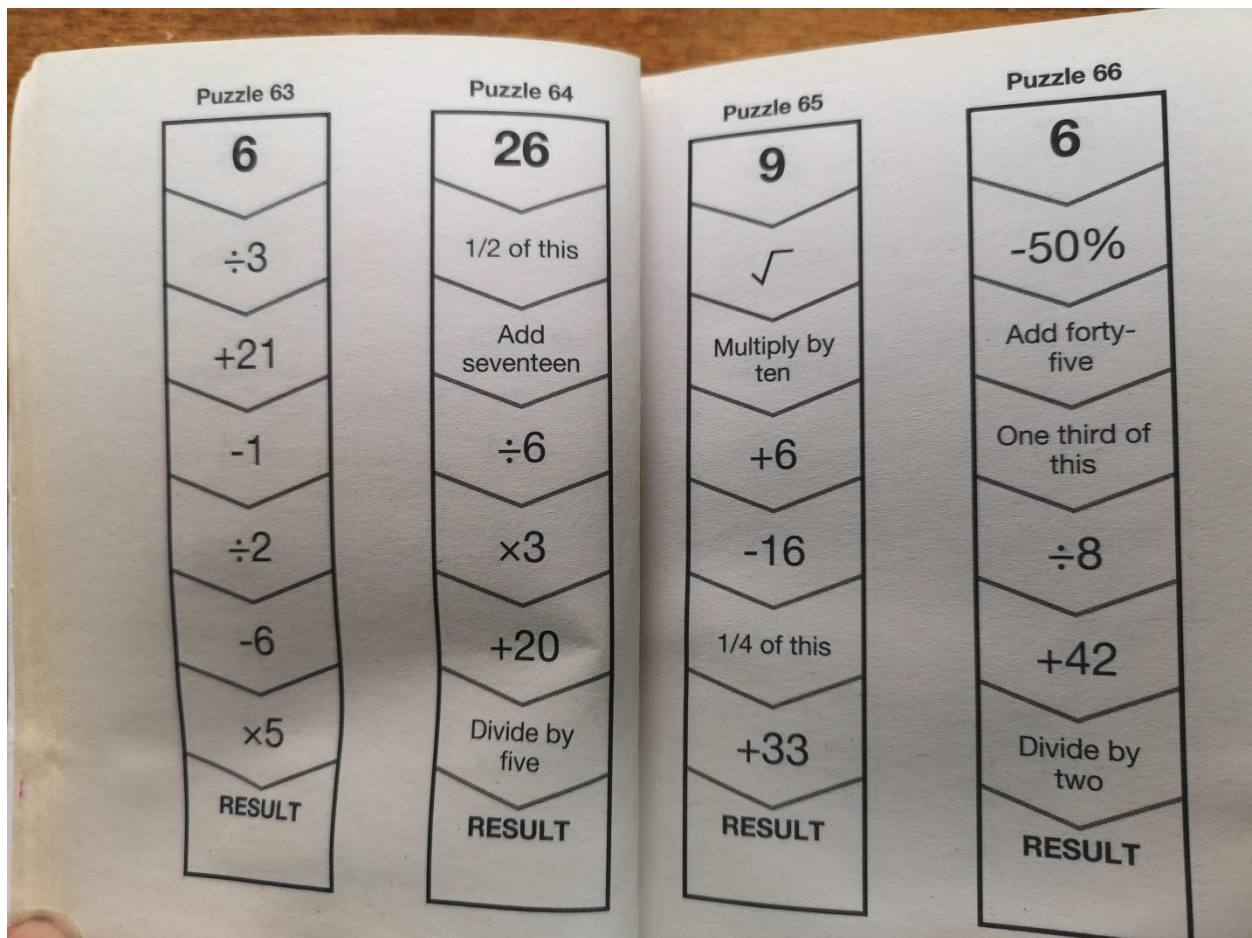 Puzzle 63
6
÷3
+21
-1
÷2
-6
×5
RESULT
Puzzle 64
26
1/2 of this
Add
seventeen
÷6
×3
+20
Divide by
five
RESULT
Puzzle 65
9
√
Multiply by
ten
+6
-16
1/4 of this
+33
RESULT
Puzzle 66
6
-50%
Add forty-
five
One third of
this
÷8
+42
Divide by
two
RESULT